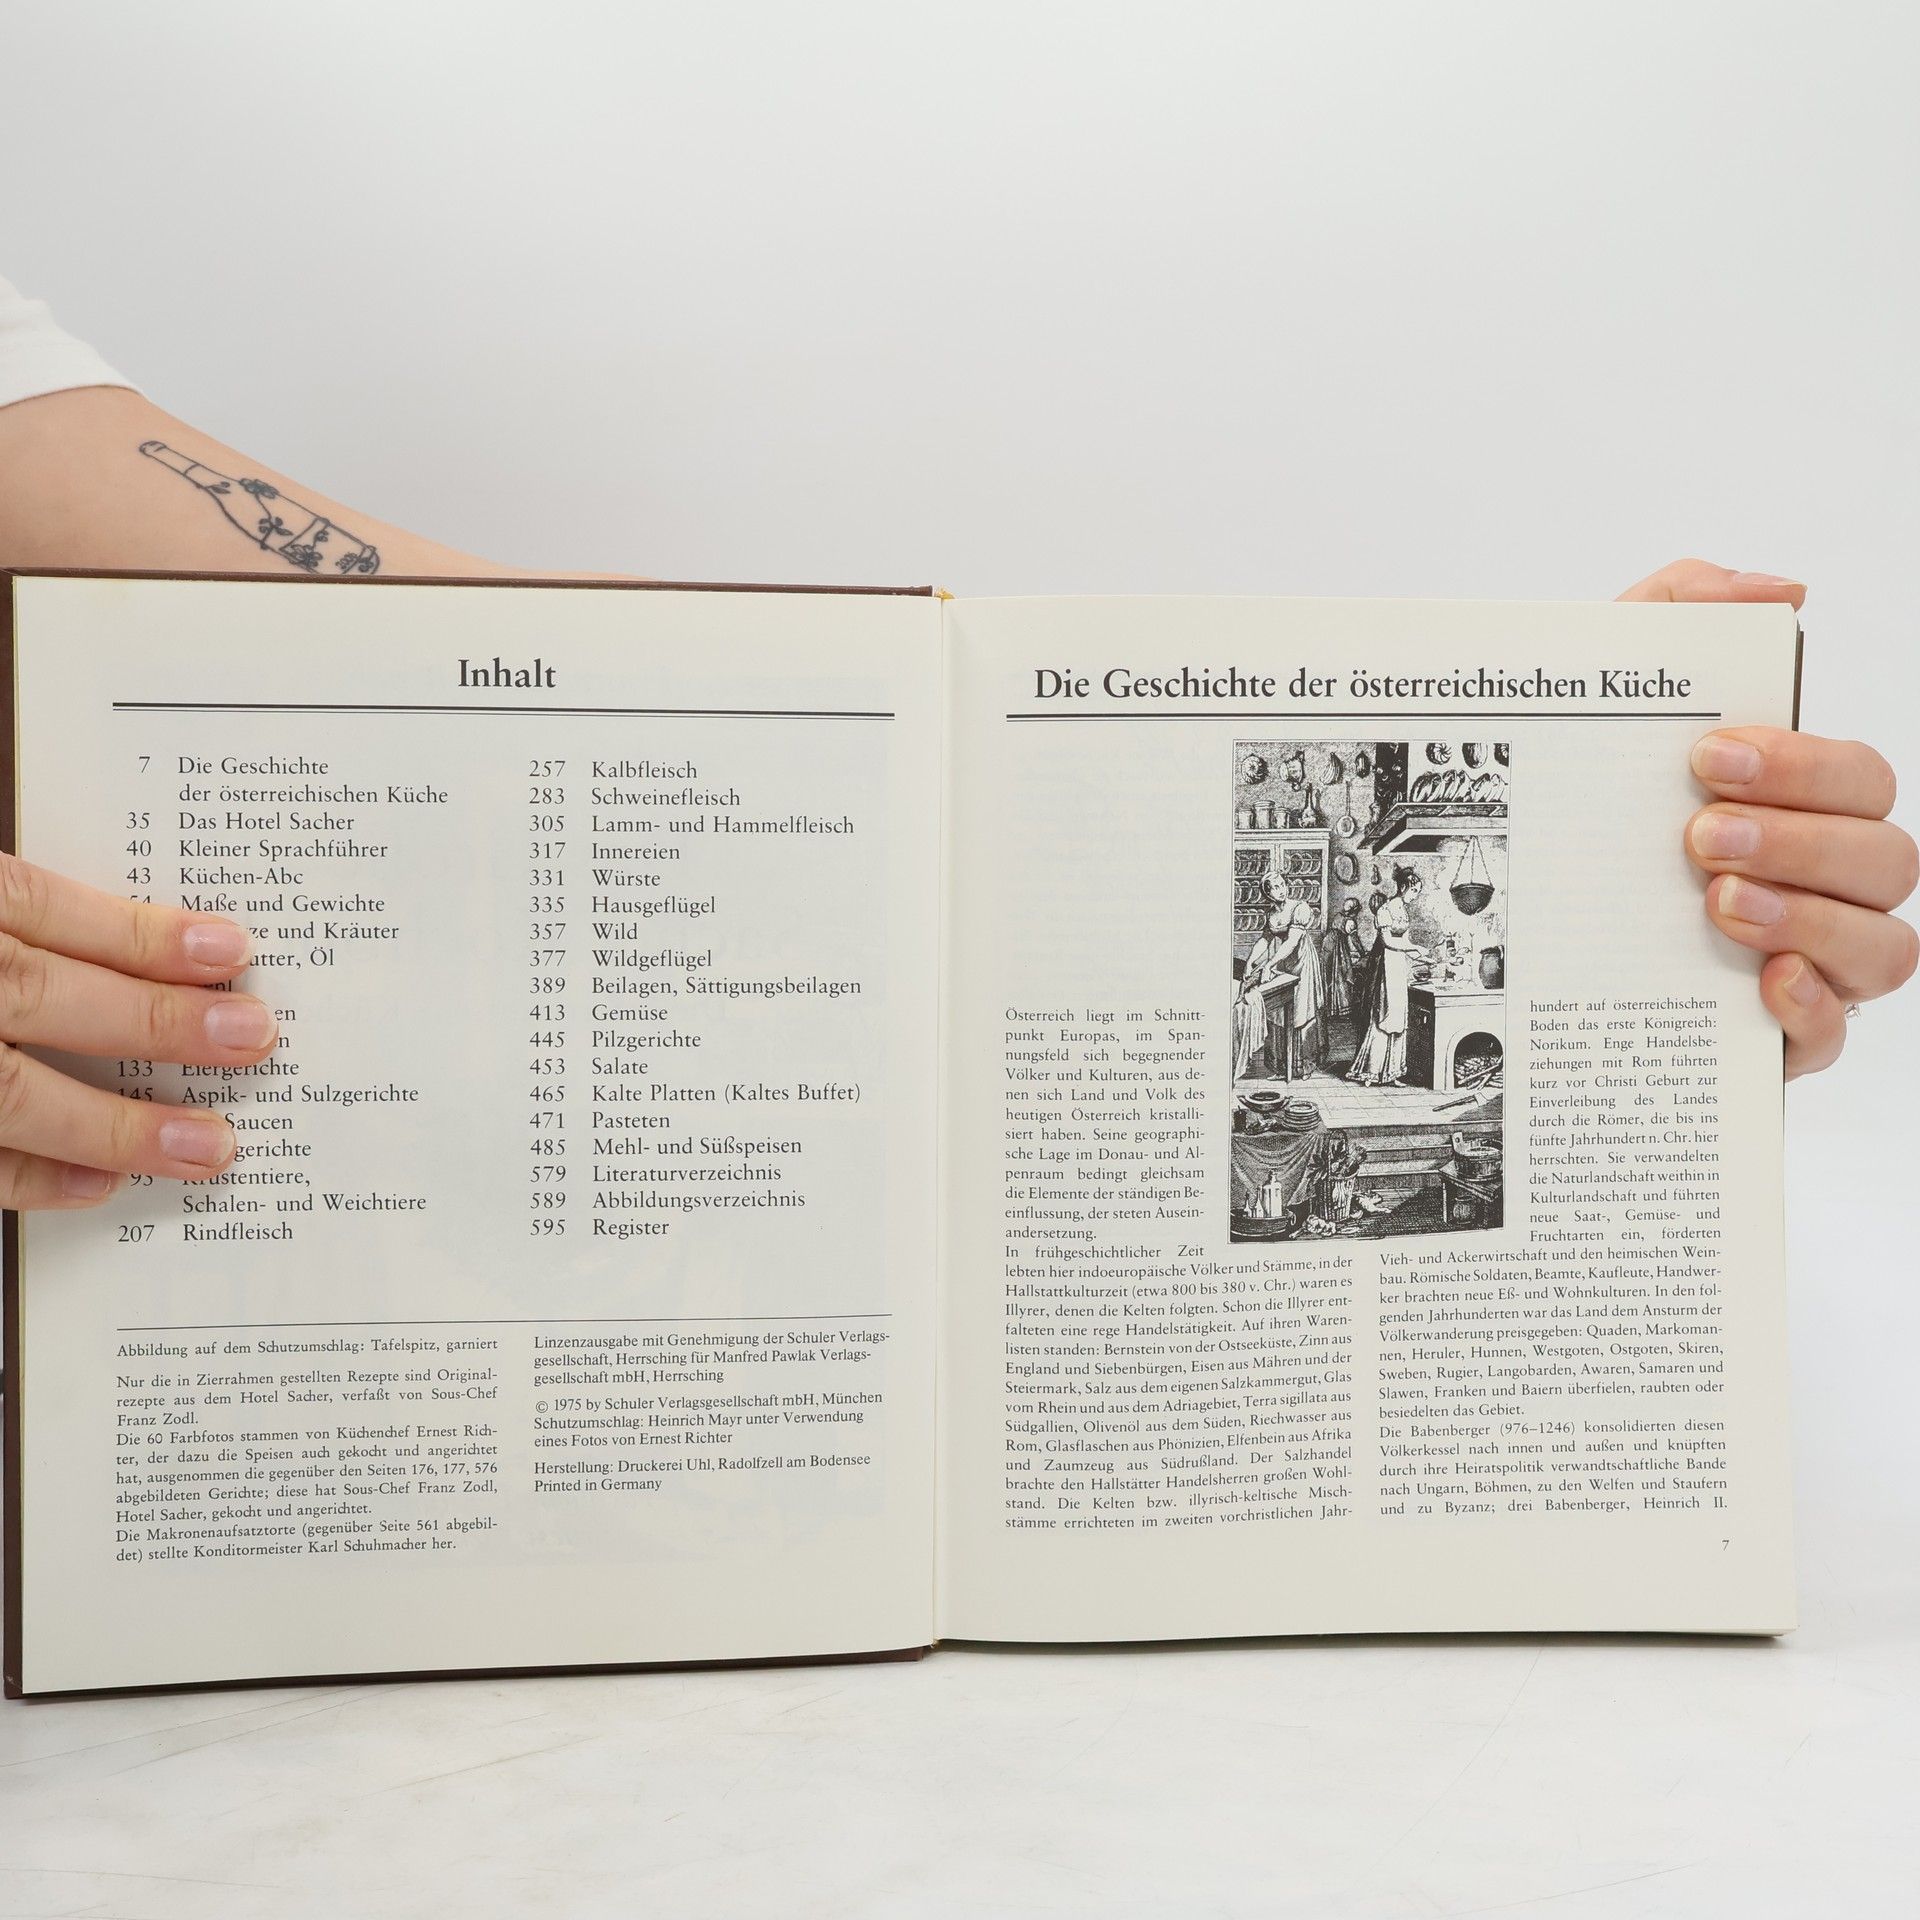 Inhalt
7 Die Geschichte
der österreichischen Küche
35 Das Hotel Sacher
40 Kleiner Sprachführer
43 Küchen-Abc
Maße und Gewichte
und Kräuter
Öl
133 Eiergerichte
145 Aspik- und Sulzgerichte
Saucen
207 Rindfleisch
Krustentiere,
Schalen- und Weichtiere
257 Kalbfleisch
283 Schweinefleisch
305 Lamm- und Hammelfleisch
317 Innereien
331 Würste
335 Hausgeflügel
357 Wild
377 Wildgeflügel
389 Beilagen, Sättigungsbeilagen
413 Gemüse
445 Pilzgerichte
453 Salate
465 Kalte Platten (Kaltes Buffet)
471 Pasteten
485 Mehl- und Süßspeisen
579 Literaturverzeichnis
589 Abbildungsverzeichnis
595 Register
Abbildung auf dem Schutzumschlag: Tafelspitz, garniert
Nur die in Zierrahmen gestellten Rezepte sind Original-
rezepte aus dem Hotel Sacher, verfaßt von Sous-Chef
Franz Zodl.
Die 60 Farbfotos stammen von Küchenchef Ernest Rich-
ter, der dazu die Speisen auch gekocht und angerichtet
hat, ausgenommen die gegenüber den Seiten 176, 177, 576
abgebildeten Gerichte; diese hat Sous-Chef Franz Zodl,
Hotel Sacher, gekocht und angerichtet.
Die Makronenaufsatztorte (gegenüber Seite 561 abgebil-
det) stellte Konditormeister Karl Schuhmacher her.
Linzenzausgabe mit Genehmigung der Schuler Verlags-
gesellschaft, Herrsching für Manfred Pawlak Verlags-
gesellschaft mbH, Herrsching
© 1975 by Schuler Verlagsgesellschaft mbH, München
Schutzumschlag: Heinrich Mayr unter Verwendung
eines Fotos von Ernest Richter
Herstellung: Druckerei Uhl, Radolfzell am Bodensee
Printed in Germany
Die Geschichte der österreichischen Küche
Österreich liegt im Schnitt-
punkt Europas, im Span-
nungsfeld sich begegnender
Völker und Kulturen, aus de-
nen sich Land und Volk des
heutigen Österreich kristalli-
siert haben. Seine geographi-
sche Lage im Donau- und Al-
penraum bedingt gleichsam
die Elemente der ständigen Be-
einflussung, der steten Ausein-
andersetzung.
In frühgeschichtlicher Zeit
lebten hier indoeuropäische Völker und Stämme, in der
Hallstattkulturzeit (etwa 800 bis 380 v. Chr.) waren es
Illyrer, denen die Kelten folgten. Schon die Illyrer ent-
falteten eine rege Handelstätigkeit. Auf ihren Waren-
listen standen: Bernstein von der Ostseeküste, Zinn aus
England und Siebenbürgen, Eisen aus Mähren und der
Steiermark, Salz aus dem eigenen Salzkammergut, Glas
vom Rhein und aus dem Adriagebiet, Terra sigillata aus
Südgallien, Olivenöl aus dem Süden, Riechwasser aus
Rom, Glasflaschen aus Phönizien, Elfenbein aus Afrika
und Zaumzeug aus Südrußland. Der Salzhandel
brachte den Hallstätter Handelsherren großen Wohl-
stand. Die Kelten bzw. illyrisch-keltische Misch-
stämme errichteten im zweiten vorchristlichen Jahr-
hundert auf österreichischem
Boden das erste Königreich:
Norikum. Enge Handelsbe-
ziehungen mit Rom führten
kurz vor Christi Geburt zur
Einverleibung des Landes
durch die Römer, die bis ins
fünfte Jahrhundert n. Chr. hier
herrschten. Sie verwandelten
die Naturlandschaft weithin in
Kulturlandschaft und führten
neue Saat-, Gemüse- und
Fruchtarten ein, förderten
Vieh- und Ackerwirtschaft und den heimischen Wein-
bau. Römische Soldaten, Beamte, Kaufleute, Handwer-
ker brachten neue Eß- und Wohnkulturen. In den fol-
genden Jahrhunderten war das Land dem Ansturm der
Völkerwanderung preisgegeben: Quaden, Markoman-
nen, Heruler, Hunnen, Westgoten, Ostgoten, Skiren,
Sweben, Rugier, Langobarden, Awaren, Samaren und
Slawen, Franken und Baiern überfielen, raubten oder
besiedelten das Gebiet.
Die Babenberger (976–1246) konsolidierten diesen
Völkerkessel nach innen und außen und knüpften
durch ihre Heiratspolitik verwandtschaftliche Bande
nach Ungarn, Böhmen, zu den Welfen und Staufern
und zu Byzanz; drei Babenberger, Heinrich II.
7